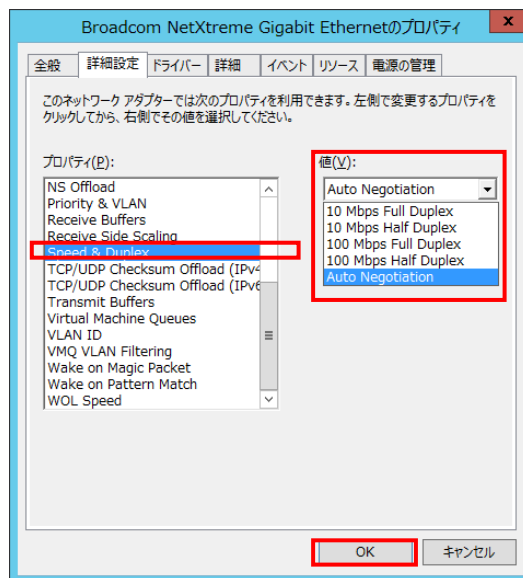 Broadcom NetXtreme Gigabit Ethernetのプロパティ
x
全般 詳細設定 ドライバー 詳細 イベント リソース 電源の管理
このネットワーク アダプターでは次のプロパティを利用できます。左側で変更するプロパティを
クリックしてから、右側でその値を選択してください。
プロパティ(P):
NS Offload
Priority & VLAN
Receive Buffers
Receive Side Scaling
Speed & Duplex
TCP/UDP Checksum Offload (IPv4
TCP/UDP Checksum Offload (IPv6
Transmit Buffers
Virtual Machine Queues
VLAN ID
VMQ VLAN Filtering
Wake on Magic Packet
Wake on Pattern Match
WOL Speed
値(V):
Auto Negotiation
10 Mbps Full Duplex
10 Mbps Half Duplex
100 Mbps Full Duplex
100 Mbps Half Duplex
Auto Negotiation
OK キャンセル